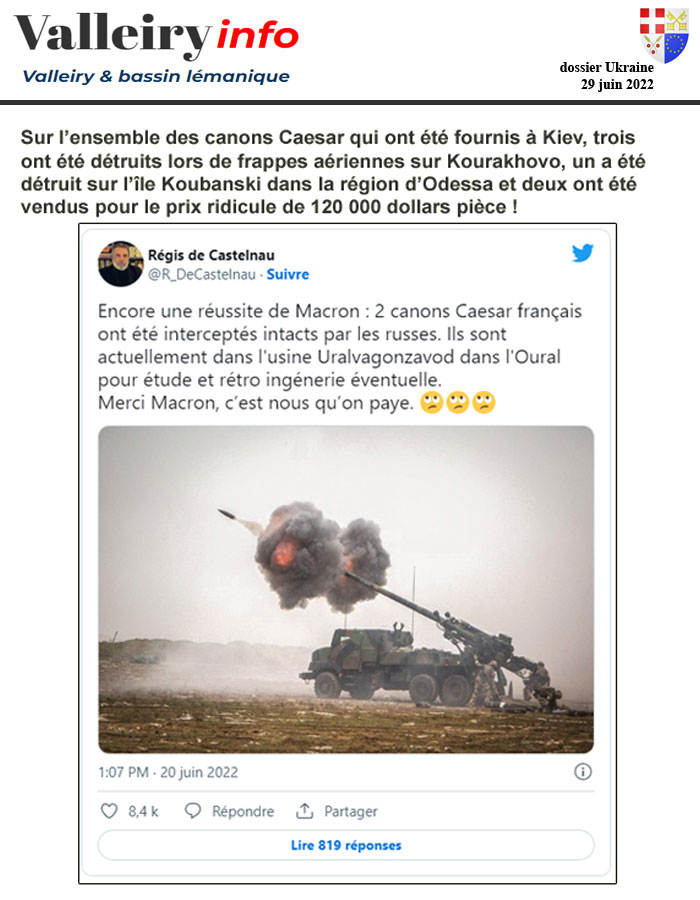 Valleiry info
Valleiry & bassin lémanique
dossier Ukraine
29 juin 2022
Sur l’ensemble des canons Caesar qui ont été fournis à Kiev, trois
ont été détruits lors de frappes aériennes sur Kourakhovo, un a été
détruit sur l’île Koubanski dans la région d’Odessa et deux ont été
vendus pour le prix ridicule de 120 000 dollars pièce !
Régis de Castelnau
@R_DeCastelnau · Suivre
Encore une réussite de Macron : 2 canons Caesar français
ont été interceptés intacts par les russes. Ils sont
actuellement dans l'usine Uralvagonzavod dans l'Oural
pour étude et rétro ingénerie éventuelle.
Merci Macron, c’est nous qu’on paye. 🙄🙄🙄
1:07 PM · 20 juin 2022
8,4 k
Répondre
Partager
Lire 819 réponses